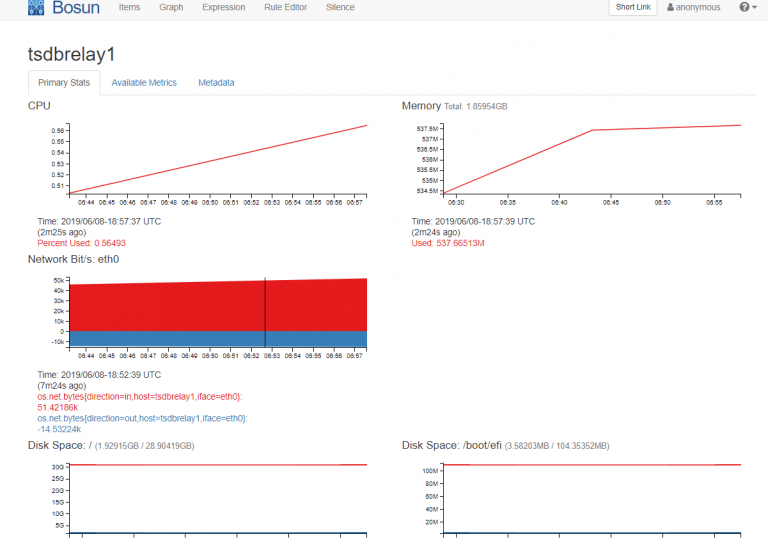 Bosun Items Graph Expression Rule Editor Silence Short Link anonymous ?
tsdbrelay1
Primary Stats Available Metrics Metadata
CPU
0.56
0.55
0.54
0.53
0.52
0.51
06:44 06:45 06:46 06:46 06:47 06:48 06:49 06:50 06:51 06:52 06:53 06:53 06:54 06:55 06:56 06:57
Time: 2019/06/08-18:57:37 UTC
(2m25s ago)
Percent Used: 0.56493
Memory Total: 1.85954GB
537.5M
537M
536.5M
536M
535.5M
535M
534.5M
06:30 06:35 06:40 06:45 06:50 06:55
Time: 2019/06/08-18:57:39 UTC
(2m24s ago)
Used: 537.66513M
Network Bit/s: eth0
50k
40k
30k
20k
10k
0
-10k
06:44 06:45 06:46 06:46 06:47 06:48 06:49 06:50 06:51 06:52 06:53 06:53 06:54 06:55 06:56 06:57
Time: 2019/06/08-18:52:39 UTC
(7m24s ago)
os.net.bytes{direction=in,host=tsdbrelay1,iface=eth0}:
51.42186k
os.net.bytes{direction=out,host=tsdbrelay1,iface=eth0}:
-14.53224k
Disk Space: / (1.92915GB / 28.90419GB)
30G
25G
20G
15G
10G
5G
Disk Space: /boot/efi (3.58203MB / 104.35352MB)
100M
80M
60M
40M
20M